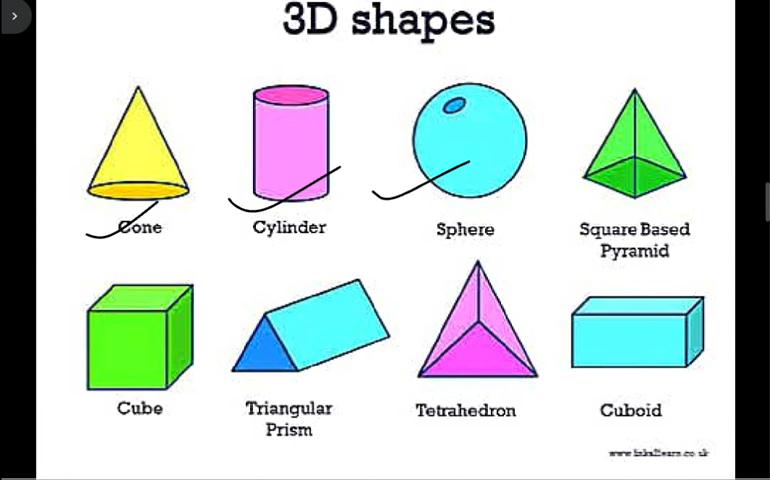 3D shapes
Cone
Cylinder
Sphere
Square Based
Pyramid
Cube
Triangular
Prism
Tetrahedron
Cuboid